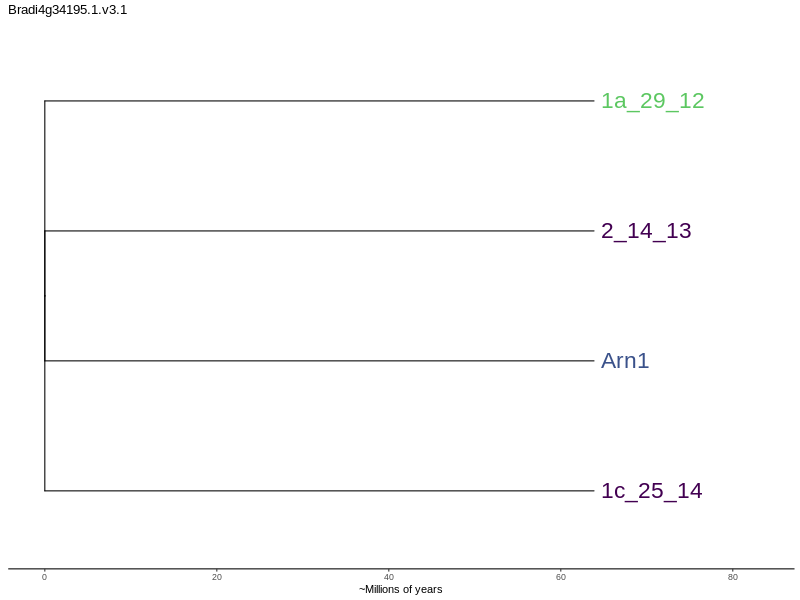 Bradi4g34195.1.v3.1
1a_29_12
2_14_13
Arn1
1c_25_14
0 20 40 60 80
~Millions of years